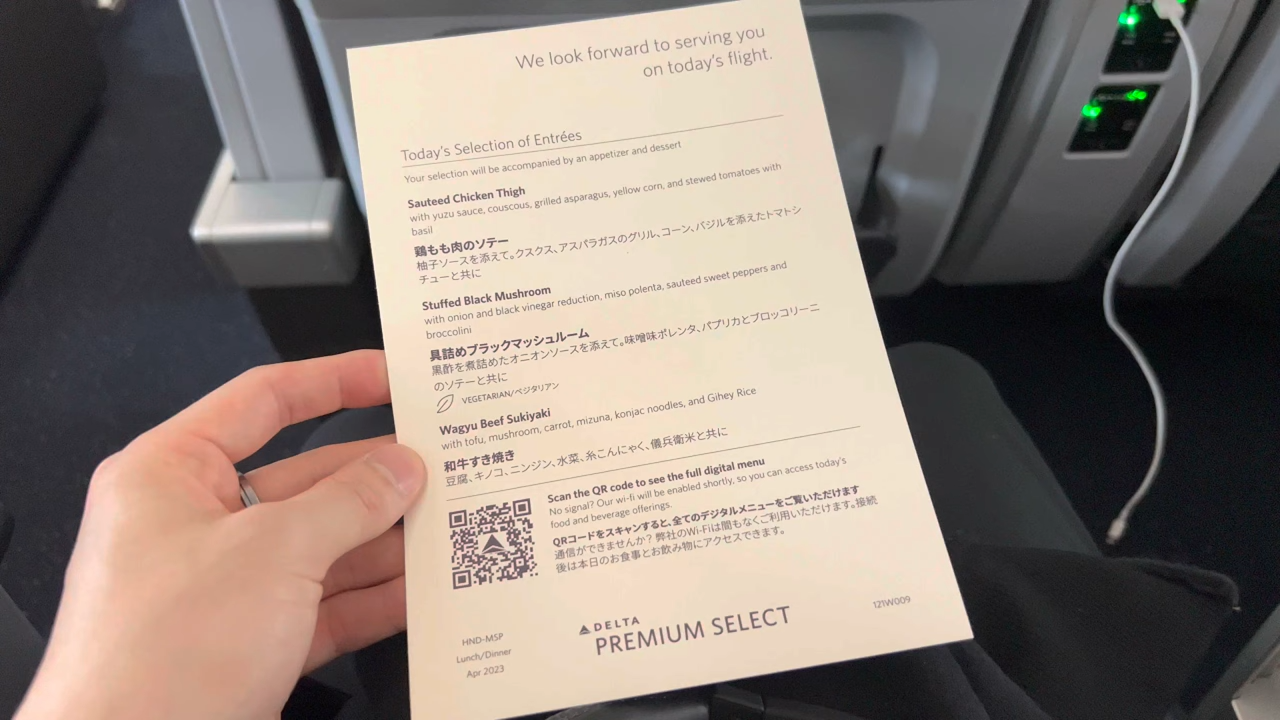 We look forward to serving you
on today's flight.
Today's Selection of Entrées
Your selection will be accompanied by an appetizer and dessert
Sauteed Chicken Thigh
with yuzu sauce, couscous, grilled asparagus, yellow corn, and stewed tomatoes with
basil
鶏もも肉のソテー
柚子ソースを添えて。クスクス、アスパラガスのグリル、コーン、バジルを添えたトマトシ
チューと共に
Stuffed Black Mushroom
with onion and black vinegar reduction, miso polenta, sauteed sweet peppers and
broccolini
具詰めブラックマッシュルーム
黒酢を煮詰めたオニオンソースを添えて。味噌味ポレンタ、パプリカとブロッコリーニ
のソテーと共に
VEGETARIAN/ベジタリアン
Wagyu Beef Sukiyaki
with tofu, mushroom, carrot, mizuna, konjac noodles, and Gihey Rice
和牛すき焼き
豆腐、キノコ、ニンジン、水菜、糸こんにゃく、儀兵衛米と共に
Scan the QR code to see the full digital menu
No signal? Our wi-fi will be enabled shortly, so you can access today's
food and beverage offerings.
QRコードをスキャンすると、全てのデジタルメニューをご覧いただけます
通信ができませんか？弊社のWi-Fiは間もなくご利用いただけます。接続
後は本日のお食事とお飲み物にアクセスできます。
HND-MSP
Lunch/Dinner
Apr 2023
DELTA
PREMIUM SELECT
121W009